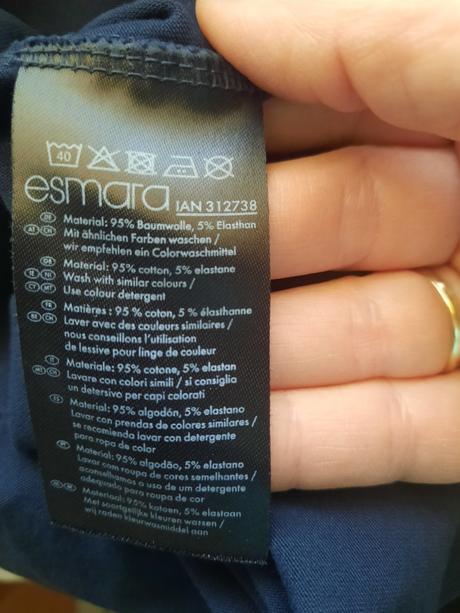 40
esmara IAN 312738
DE AT CH Material: 95% Baumwolle, 5% Elasthan
Mit ähnlichen Farben waschen /
wir empfehlen ein Colorwaschmittel
GB IE NI CY MT Material: 95% cotton, 5% elastane
Wash with similar colours /
Use colour detergent
FR BE CH Matières : 95 % coton, 5 % élasthanne
Laver avec des couleurs similaires /
nous conseillons l'utilisation
de lessive pour linge de couleur
IT CH Materiale: 95% cotone, 5% elastan
Lavare con colori simili / si consiglia
un detersivo per capi colorati
ES Material: 95% algodón, 5% elastano
Lavar con prendas de colores similares /
se recomienda lavar con detergente
para ropa de color
PT Material: 95% algodão, 5% elastano
Lavar com roupa de cores semelhantes /
aconselhamos o uso de um detergente
adequado para roupa de cor
Materiaal: 95% katoen, 5% elastaan
Met soortgelijke kleuren wassen /
wij raden kleurwasmiddel aan